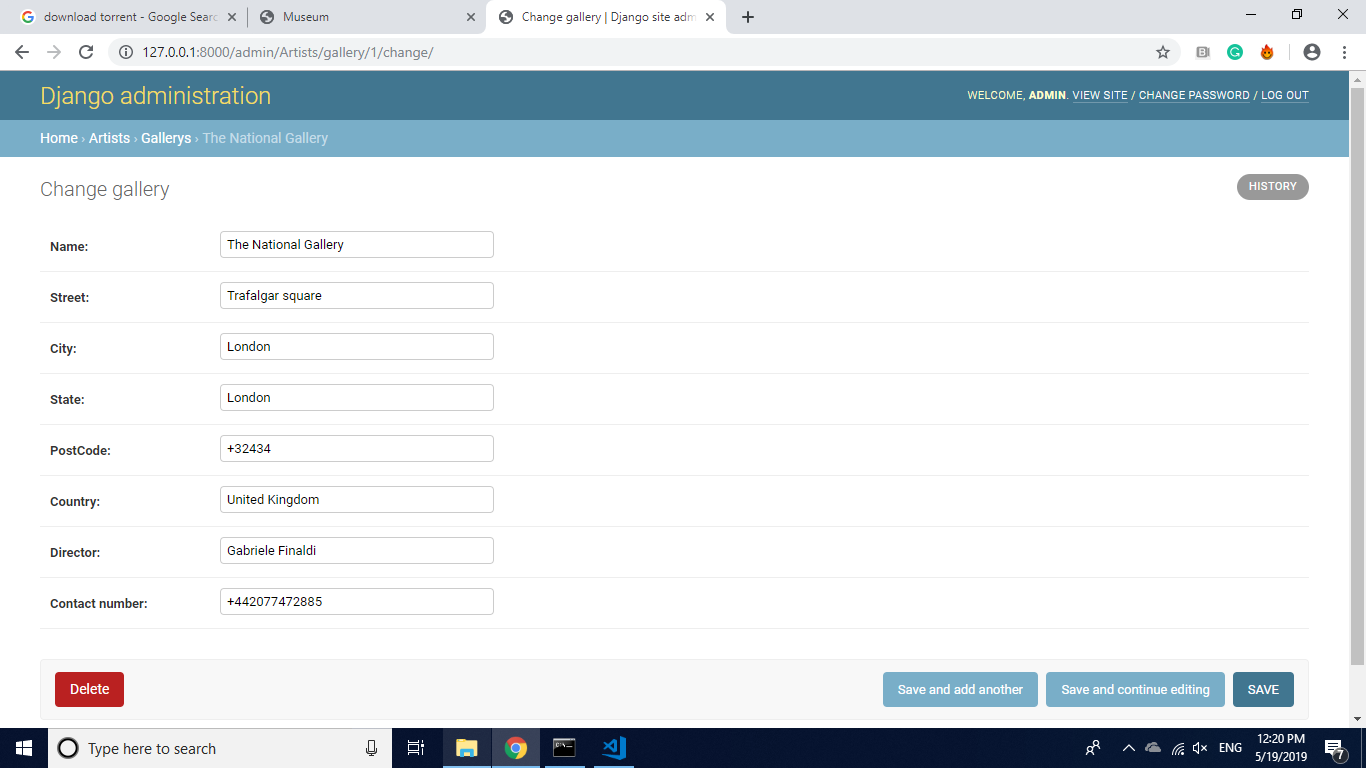 download torrent - Google Searc
Museum
Change gallery | Django site adm
127.0.0.1:8000/admin/Artists/gallery/1/change/
Django administration
WELCOME, ADMIN. VIEW SITE / CHANGE PASSWORD / LOG OUT
Home › Artists › Gallerys › The National Gallery
Change gallery
HISTORY
Name: The National Gallery
Street: Trafalgar square
City: London
State: London
PostCode: +32434
Country: United Kingdom
Director: Gabriele Finaldi
Contact number: +442077472885
Delete
Save and add another
Save and continue editing
SAVE
Type here to search
ENG
12:20 PM
5/19/2019
7